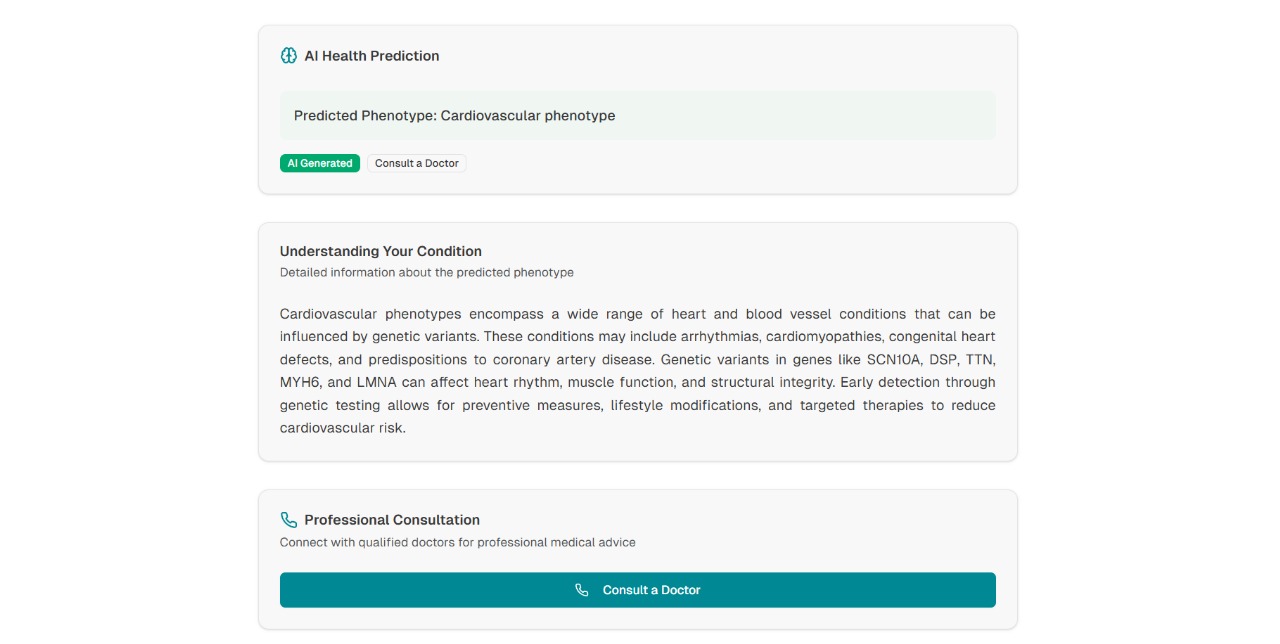 AI Health Prediction
Predicted Phenotype: Cardiovascular phenotype
AI Generated
Consult a Doctor
Understanding Your Condition
Detailed information about the predicted phenotype
Cardiovascular phenotypes encompass a wide range of heart and blood vessel conditions that can be
influenced by genetic variants. These conditions may include arrhythmias, cardiomyopathies, congenital heart
defects, and predispositions to coronary artery disease. Genetic variants in genes like SCN10A, DSP, TTN,
MYH6, and LMNA can affect heart rhythm, muscle function, and structural integrity. Early detection through
genetic testing allows for preventive measures, lifestyle modifications, and targeted therapies to reduce
cardiovascular risk.
Professional Consultation
Connect with qualified doctors for professional medical advice
Consult a Doctor